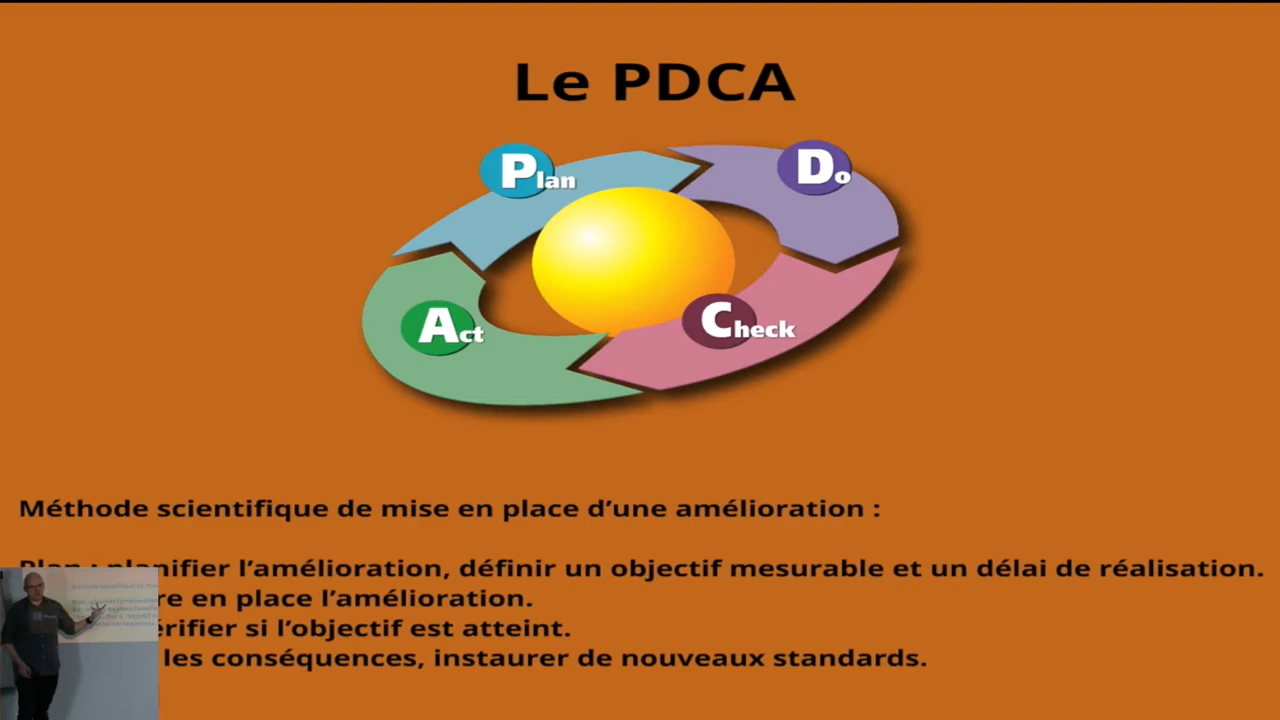 Le PDCA
Plan
Do
Act
Check
Méthode scientifique de mise en place d’une amélioration :
Plan : planifier l’amélioration, définir un objectif mesurable et un délai de réalisation.
en place l’amélioration.
si l’objectif est atteint.
les conséquences, instaurer de nouveaux standards.